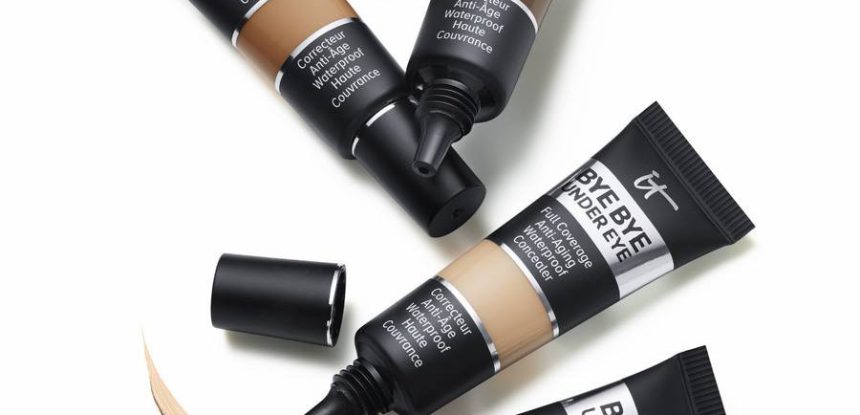 Correcteur
Anti-Âge
Waterproof
Haute
Couvrance
Correcteur
Anti-Âge
Waterproof
Haute
Couvrance
it
BYE BYE
UNDER EYE
Full Coverage
Anti-Aging
Waterproof
Concealer
Correcteur
Anti-Âge
Waterproof
Haute
Couvrance